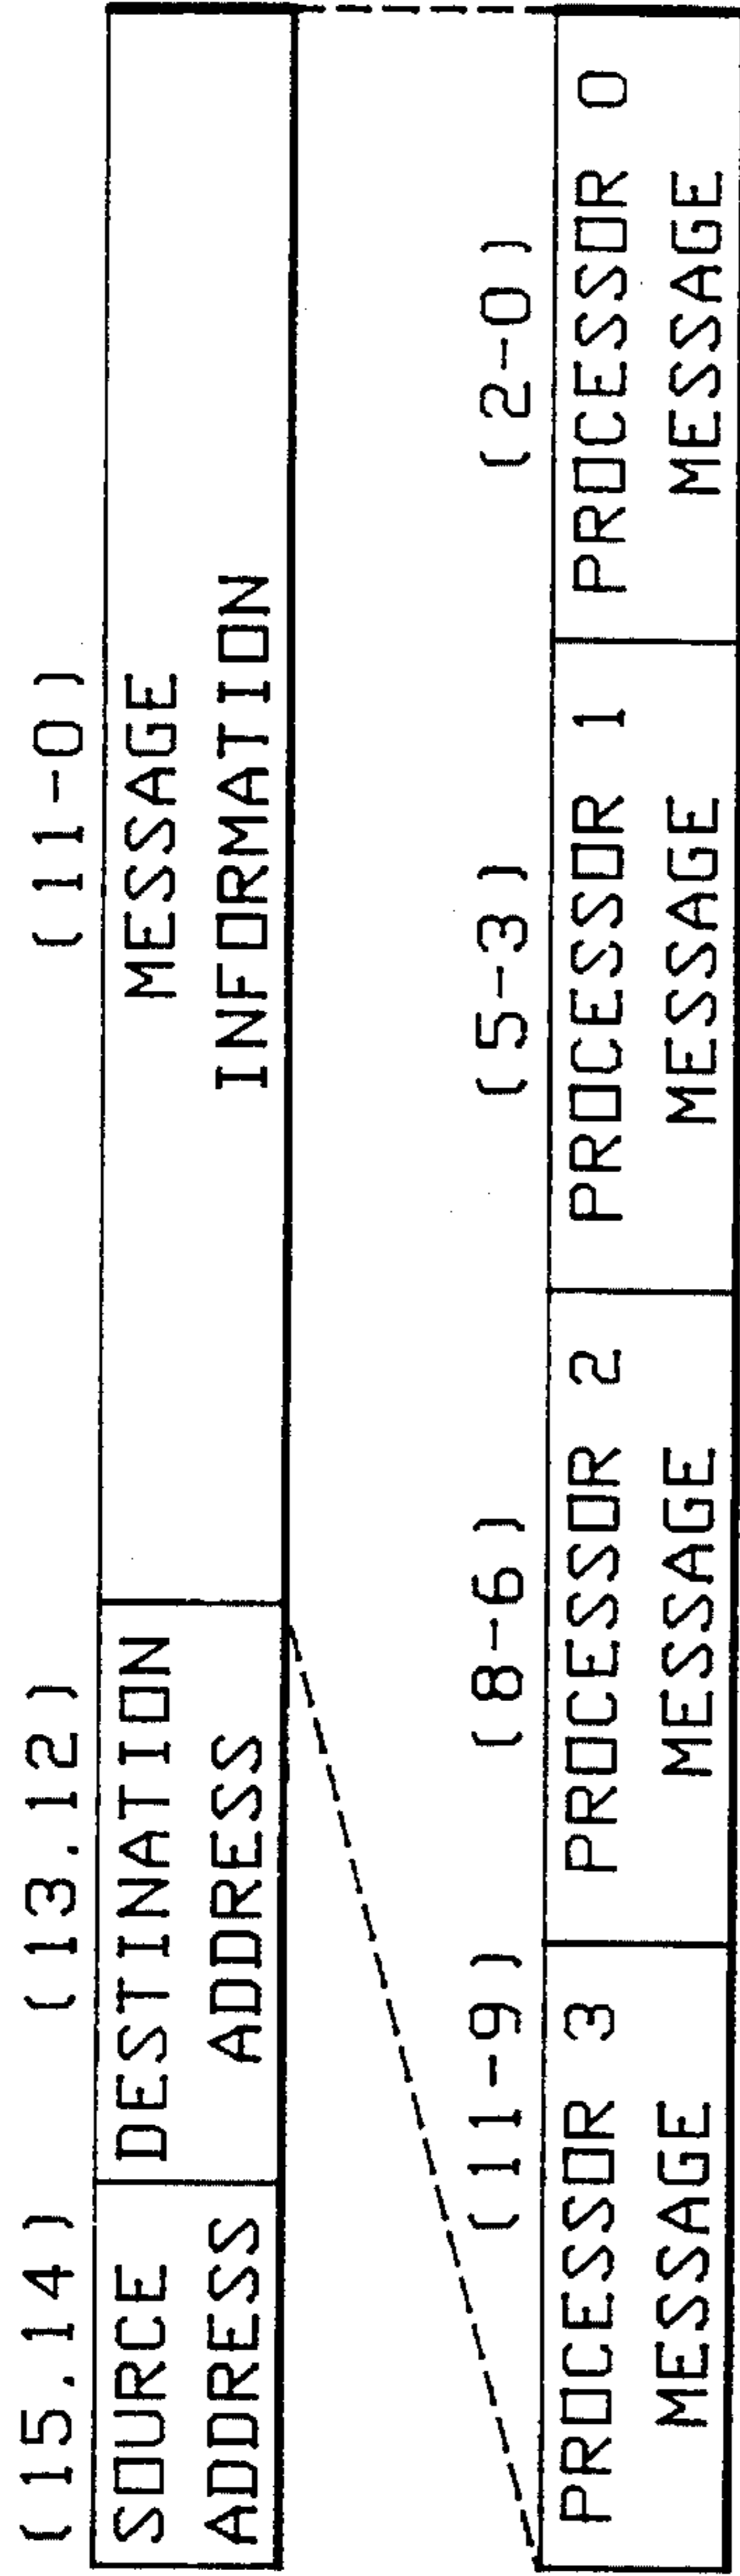 (15,14) (13,12) (11-0)
SOURCE DESTINATION MESSAGE
ADDRESS ADDRESS INFORMATION
(11-9) (8-6) (5-3) (2-0)
PROCESSOR 3 PROCESSOR 2 PROCESSOR 1 PROCESSOR 0
MESSAGE MESSAGE MESSAGE MESSAGE